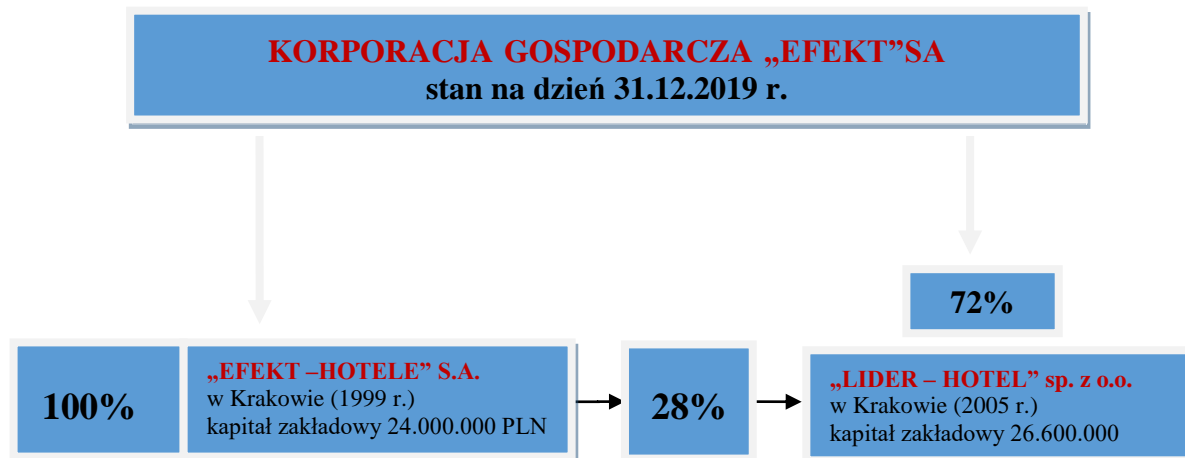 KORPORACJA GOSPODARCZA „EFEKT”SA
stan na dzień 31.12.2019 r.
72%
100%
„EFEKT –HOTELE” S.A.
w Krakowie (1999 r.)
kapitał zakładowy 24.000.000 PLN
28%
„LIDER – HOTEL” sp. z o.o.
w Krakowie (2005 r.)
kapitał zakładowy 26.600.000